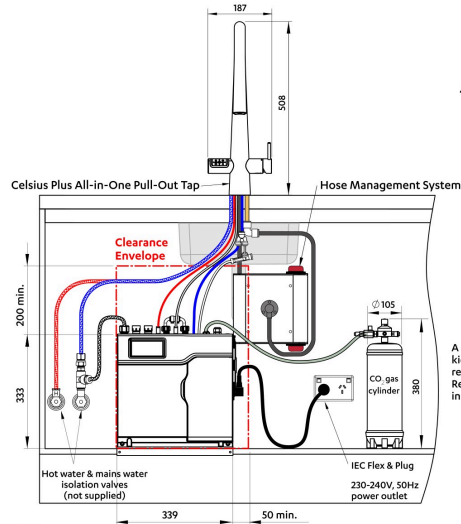 187
508
Celsius Plus All-in-One Pull-Out Tap
Hose Management System
Clearance
Envelope
200 min.
333
Ø 105
CO₂ gas
cylinder
380
A
ki
re
Re
in
Hot water & mains water
isolation valves
(not supplied)
IEC Flex & Plug
230-240V, 50Hz
power outlet
339
50 min.